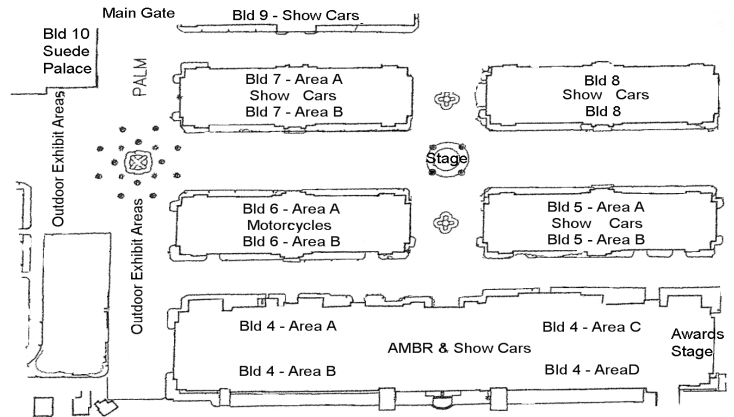 Main Gate
Bld 9 - Show Cars
Bld 10
Suede
Palace
PALM
Bld 7 - Area A
Show Cars
Bld 7 - Area B
Bld 8
Show Cars
Bld 8
Outdoor Exhibit Areas
Stage
Bld 6 - Area A
Motorcycles
Bld 6 - Area B
Bld 5 - Area A
Show Cars
Bld 5 - Area B
Outdoor Exhibit Areas
Bld 4 - Area A
Bld 4 - Area C
AMBR & Show Cars
Awards
Stage
Bld 4 - Area B
Bld 4 - AreaD